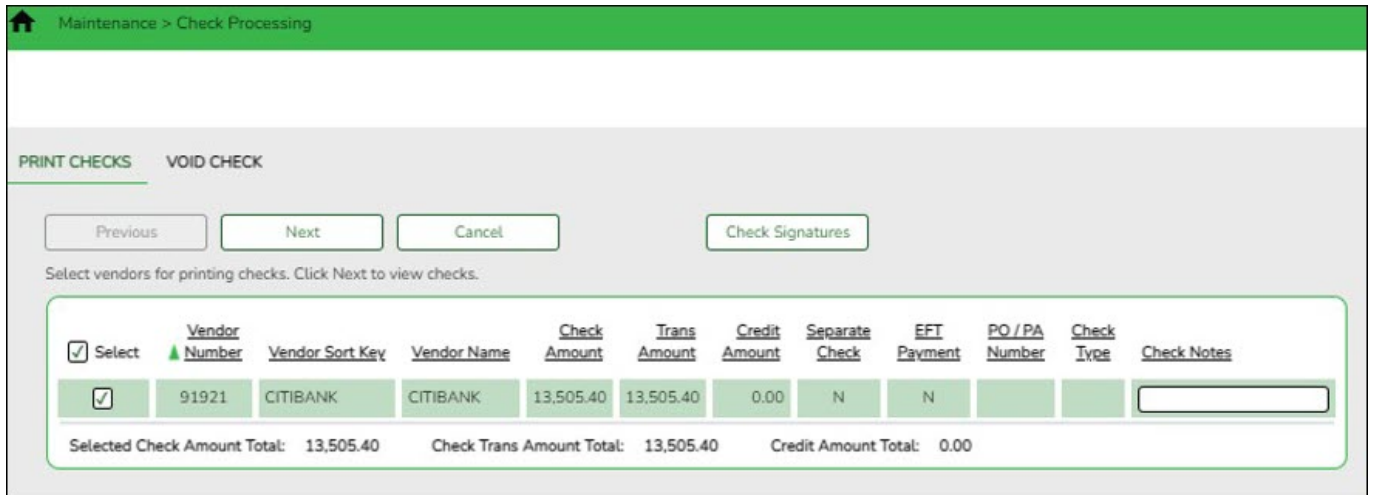 Maintenance > Check Processing
PRINT CHECKS VOID CHECK
Previous Next Cancel Check Signatures
Select vendors for printing checks. Click Next to view checks.
Vendor Check Trans Credit Separate EFT PO / PA Check
Select Number Vendor Sort Key Vendor Name Amount Amount Amount Check Payment Number Type Check Notes
91921 CITIBANK CITIBANK 13,505.40 13,505.40 0.00 N N
Selected Check Amount Total: 13,505.40 Check Trans Amount Total: 13,505.40 Credit Amount Total: 0.00